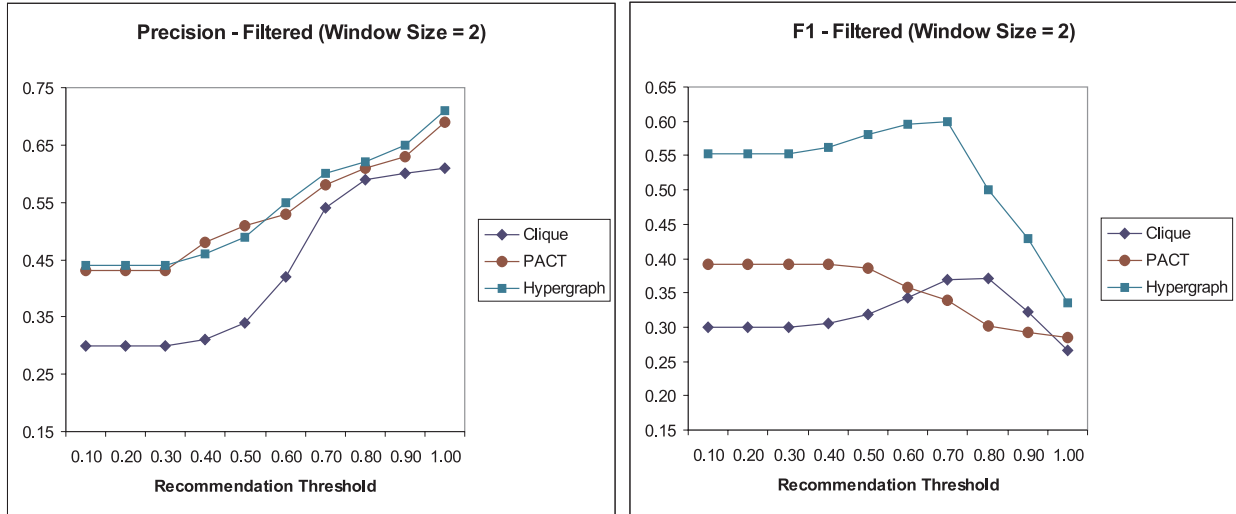 Precision - Filtered (Window Size = 2)
0.75
0.65
0.55
0.45
0.35
0.25
0.15
0.10 0.20 0.30 0.40 0.50 0.60 0.70 0.80 0.90 1.00
Recommendation Threshold
Clique
PACT
Hypergraph
F1 - Filtered (Window Size = 2)
0.65
0.60
0.55
0.50
0.45
0.40
0.35
0.30
0.25
0.20
0.15
0.10 0.20 0.30 0.40 0.50 0.60 0.70 0.80 0.90 1.00
Recommendation Threshold
Clique
PACT
Hypergraph